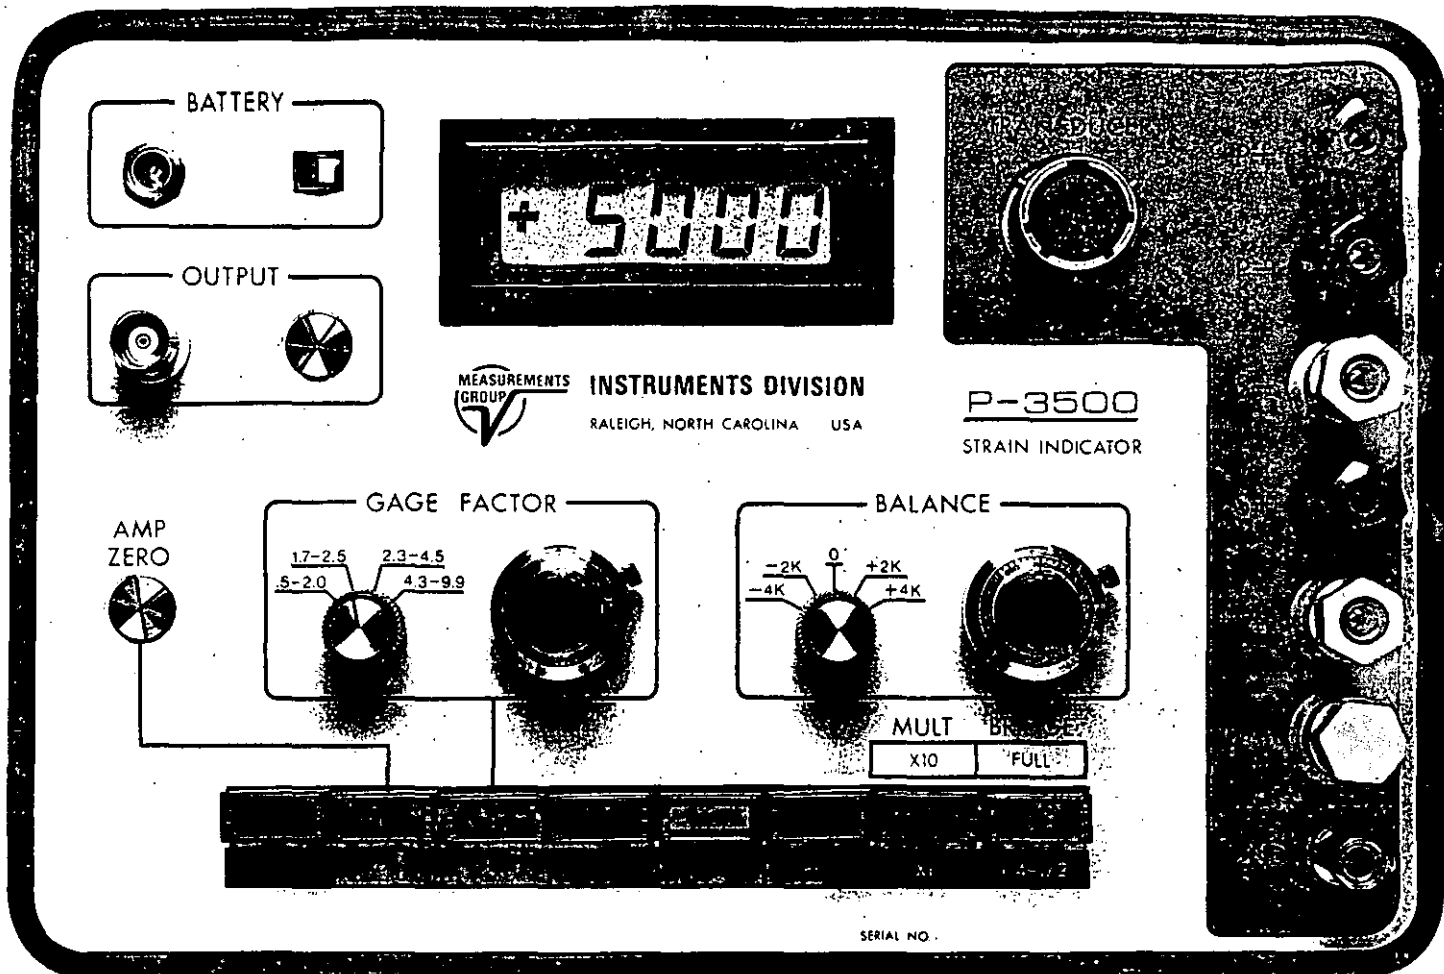 BATTERY
+ 5000
OUTPUT
MEASUREMENTS
GROUP
INSTRUMENTS DIVISION
RALEIGH, NORTH CAROLINA USA
P-3500
STRAIN INDICATOR
AMP
ZERO
GAGE FACTOR
.5-2.0
1.7-2.5
2.3-4.5
4.3-9.9
BALANCE
-4K
-2K
0
+2K
+4K
MULT
X10
FULL
X1
SERIAL NO.